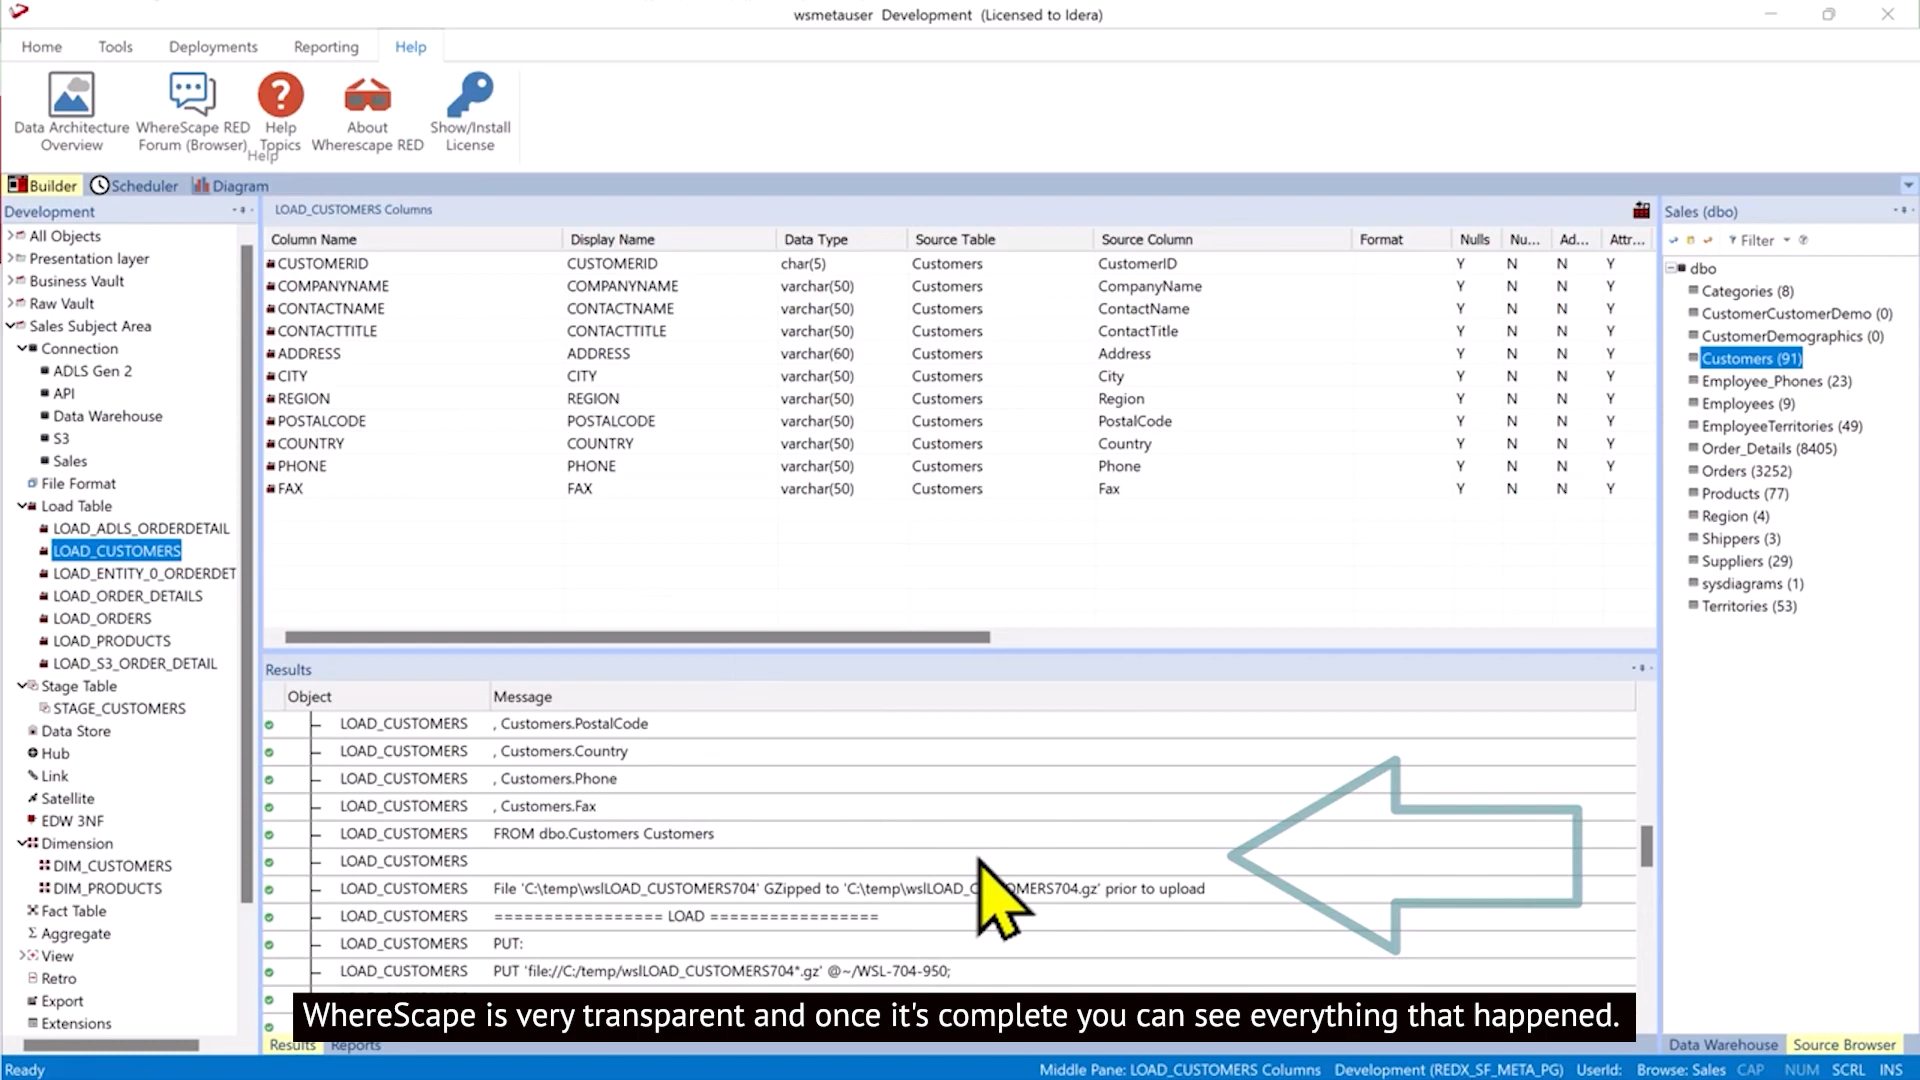 wsmetauser Development (Licensed to Idera)
Home Tools Deployments Reporting Help
Data Architecture Overview
WhereScape RED Forum (Browser)
Help Topics
About Wherescape RED
Show/Install License
Help
Builder Scheduler Diagram
Development
All Objects
Presentation layer
Business Vault
Raw Vault
Sales Subject Area
Connection
ADLS Gen 2
API
Data Warehouse
S3
Sales
File Format
Load Table
LOAD_ADLS_ORDERDETAIL
LOAD_CUSTOMERS
LOAD_ENTITY_0_ORDERDET
LOAD_ORDER_DETAILS
LOAD_ORDERS
LOAD_PRODUCTS
LOAD_S3_ORDER_DETAIL
Stage Table
STAGE_CUSTOMERS
Data Store
Hub
Link
Satellite
EDW 3NF
Dimension
DIM_CUSTOMERS
DIM_PRODUCTS
Fact Table
Aggregate
View
Retro
Export
Extensions
LOAD_CUSTOMERS Columns
Column Name Display Name Data Type Source Table Source Column Format Nulls Nu... Ad... Attr...
CUSTOMERID CUSTOMERID char(5) Customers CustomerID Y N N Y
COMPANYNAME COMPANYNAME varchar(50) Customers CompanyName Y N N Y
CONTACTNAME CONTACTNAME varchar(50) Customers ContactName Y N N Y
CONTACTTITLE CONTACTTITLE varchar(50) Customers ContactTitle Y N N Y
ADDRESS ADDRESS varchar(60) Customers Address Y N N Y
CITY CITY varchar(50) Customers City Y N N Y
REGION REGION varchar(50) Customers Region Y N N Y
POSTALCODE POSTALCODE varchar(50) Customers PostalCode Y N N Y
COUNTRY COUNTRY varchar(50) Customers Country Y N N Y
PHONE PHONE varchar(50) Customers Phone Y N N Y
FAX FAX varchar(50) Customers Fax Y N N Y
Results
Object Message
LOAD_CUSTOMERS , Customers.PostalCode
LOAD_CUSTOMERS , Customers.Country
LOAD_CUSTOMERS , Customers.Phone
LOAD_CUSTOMERS , Customers.Fax
LOAD_CUSTOMERS FROM dbo.Customers Customers
LOAD_CUSTOMERS
LOAD_CUSTOMERS File 'C:\temp\wslLOAD_CUSTOMERS704' GZipped to prior to upload
LOAD_CUSTOMERS ================= LOAD =================
LOAD_CUSTOMERS PUT:
LOAD_CUSTOMERS PUT 'file://C:/temp/wslLOAD_CUSTOMERS704*.gz' @~/WSL-704-950;
WhereScape is very transparent and once it's complete you can see everything that happened.
Results Reports
Sales (dbo)
Filter
dbo
Categories (8)
CustomerCustomerDemo (0)
CustomerDemographics (0)
Customers (91)
Employee_Phones (23)
Employees (9)
EmployeeTerritories (49)
Order_Details (8405)
Orders (3252)
Products (77)
Region (4)
Shippers (3)
Suppliers (29)
sysdiagrams (1)
Territories (53)
Data Warehouse Source Browser
Ready
Middle Pane: LOAD_CUSTOMERS Columns Development (REDX_SF_META_PG) UserId: Browse: Sales CAP NUM SCRL INS